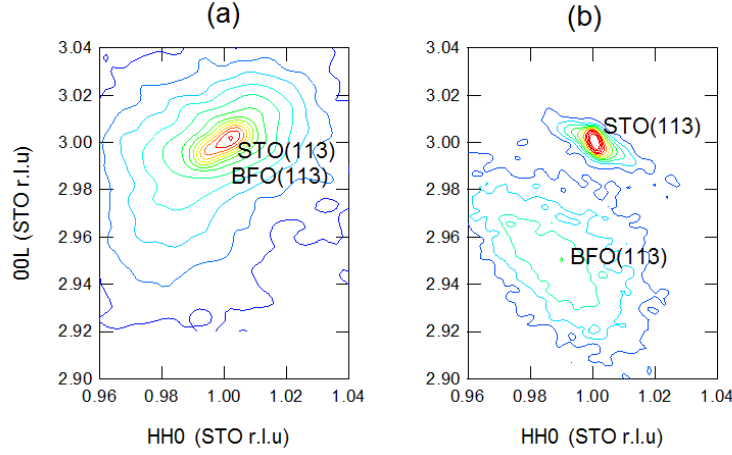 (a)
(b)
3.04
3.02
3.00
2.98
2.96
2.94
2.92
2.90
00L (STO r.l.u)
STO(113)
BFO(113)
0.96 0.98 1.00 1.02 1.04
HH0 (STO r.l.u)
3.04
3.02
3.00
2.98
2.96
2.94
2.92
2.90
STO(113)
BFO(113)
0.96 0.98 1.00 1.02 1.04
HH0 (STO r.l.u)